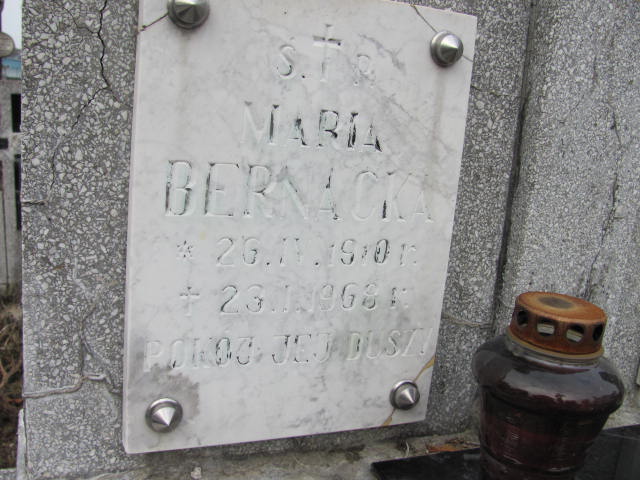 Ś. † P.
MARIA
BERNACKA
* 26.IV.1910 r.
† 23.I.1968 r.
POKÓJ JEJ DUSZY